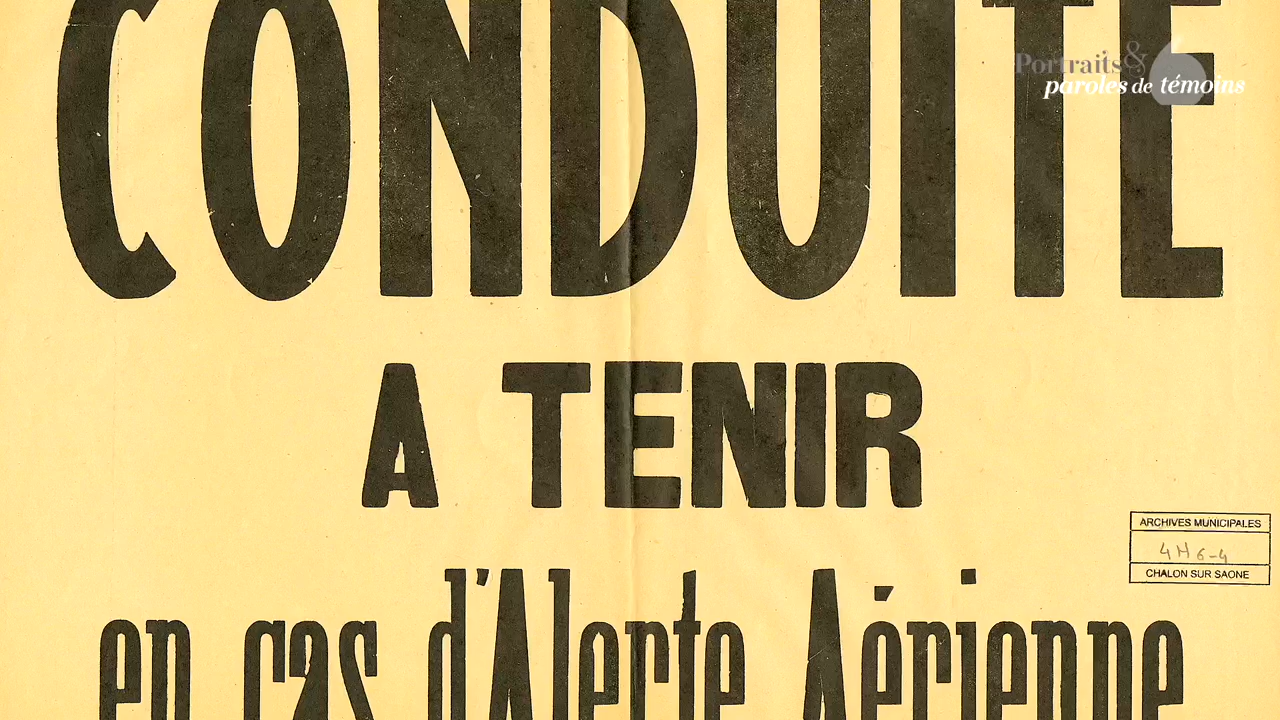 CONDUITE
Portraits &
paroles de témoins
A TENIR
ARCHIVES MUNICIPALES
4H6-4
CHALON SUR SAONE
en cas d'Alerte Aérienne